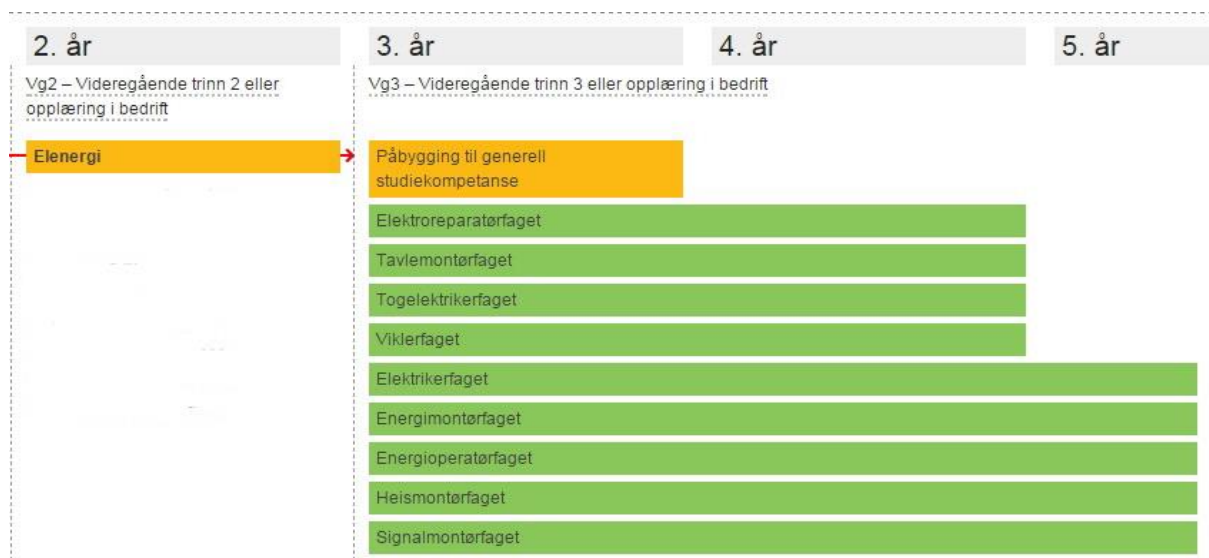 2. år
3. år
4. år
5. år
Vg2 – Videregående trinn 2 eller
opplæring i bedrift
Vg3 – Videregående trinn 3 eller opplæring i bedrift
Elenergi
Påbygging til generell
studiekompetanse
Elektroreparatørfaget
Tavlemontørfaget
Togelektrikerfaget
Viklerfaget
Elektrikerfaget
Energimontørfaget
Energioperatørfaget
Heismontørfaget
Signalmontørfaget